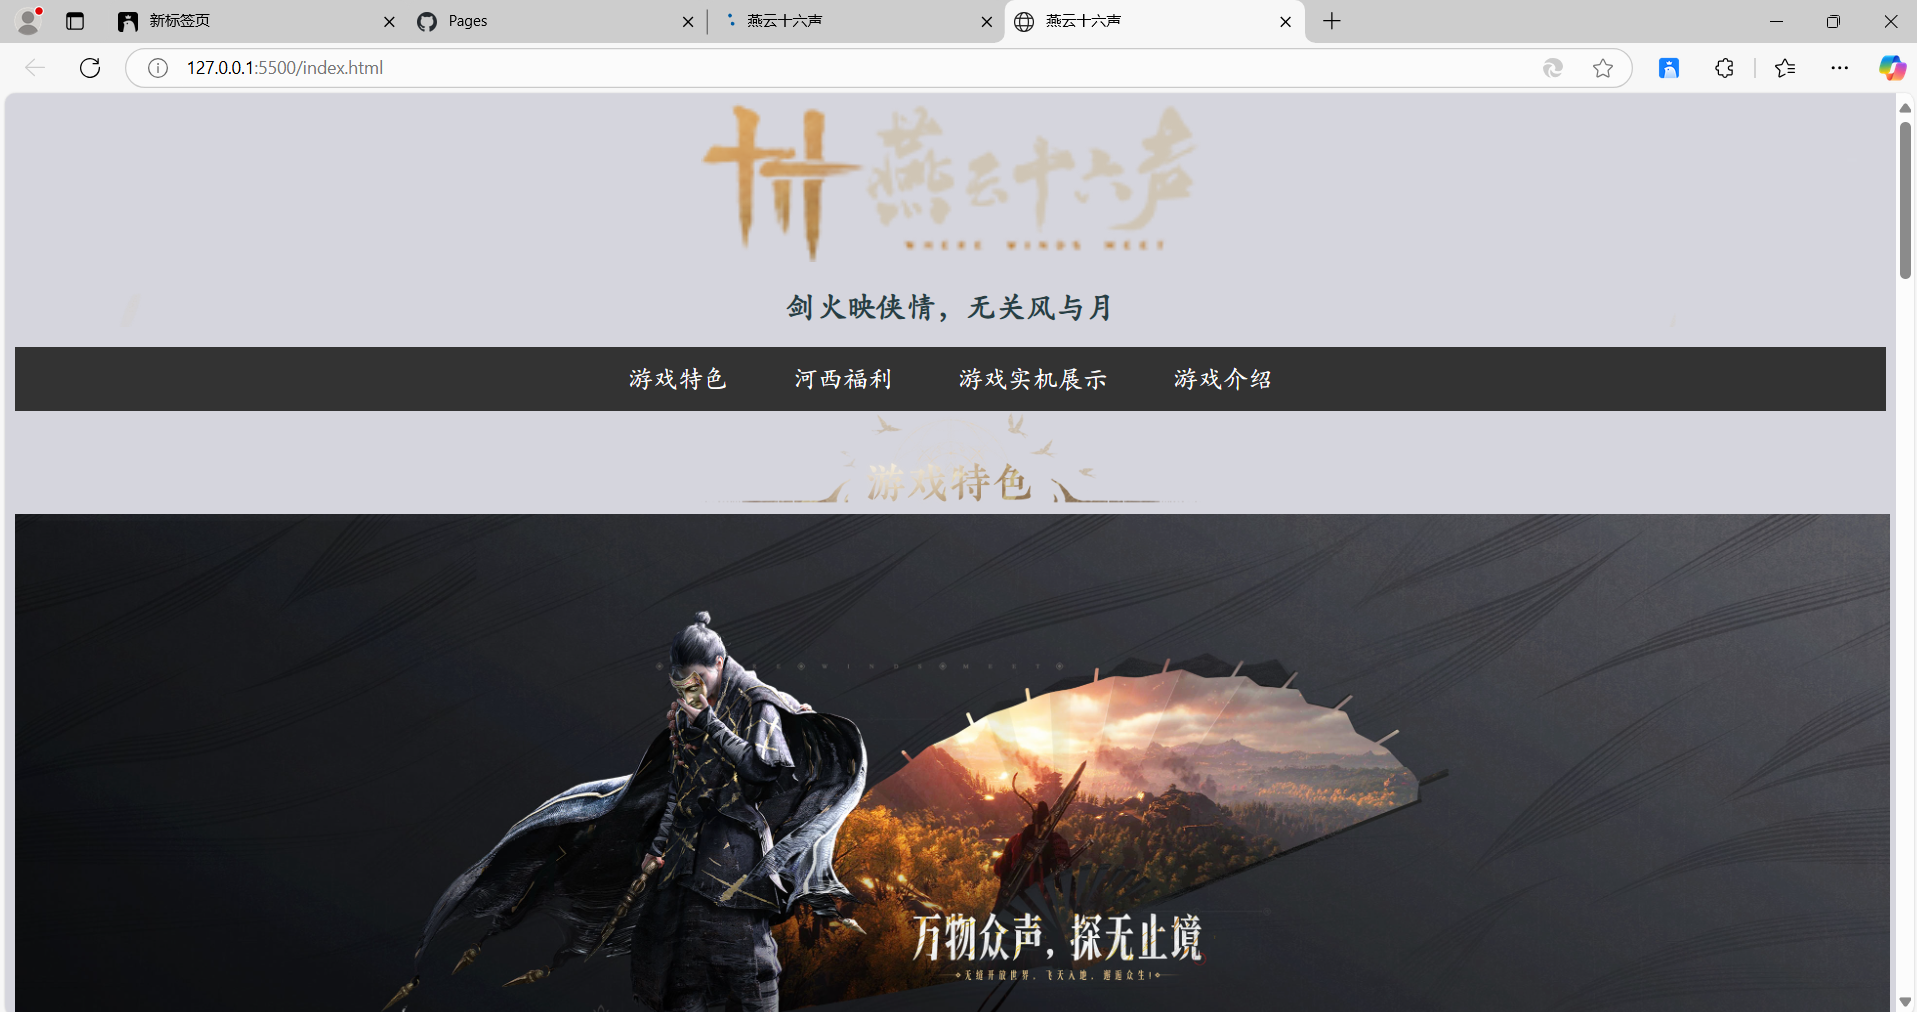 新标签页
Pages
燕云十六声
燕云十六声
127.0.0.1:5500/index.html
燕云十六声
WHERE WINDS MEET
剑火映侠情，无关风与月
游戏特色
河西福利
游戏实机展示
游戏介绍
游戏特色
万物众声，探无止境
无缝开放世界，飞天入地，邂逅众生！